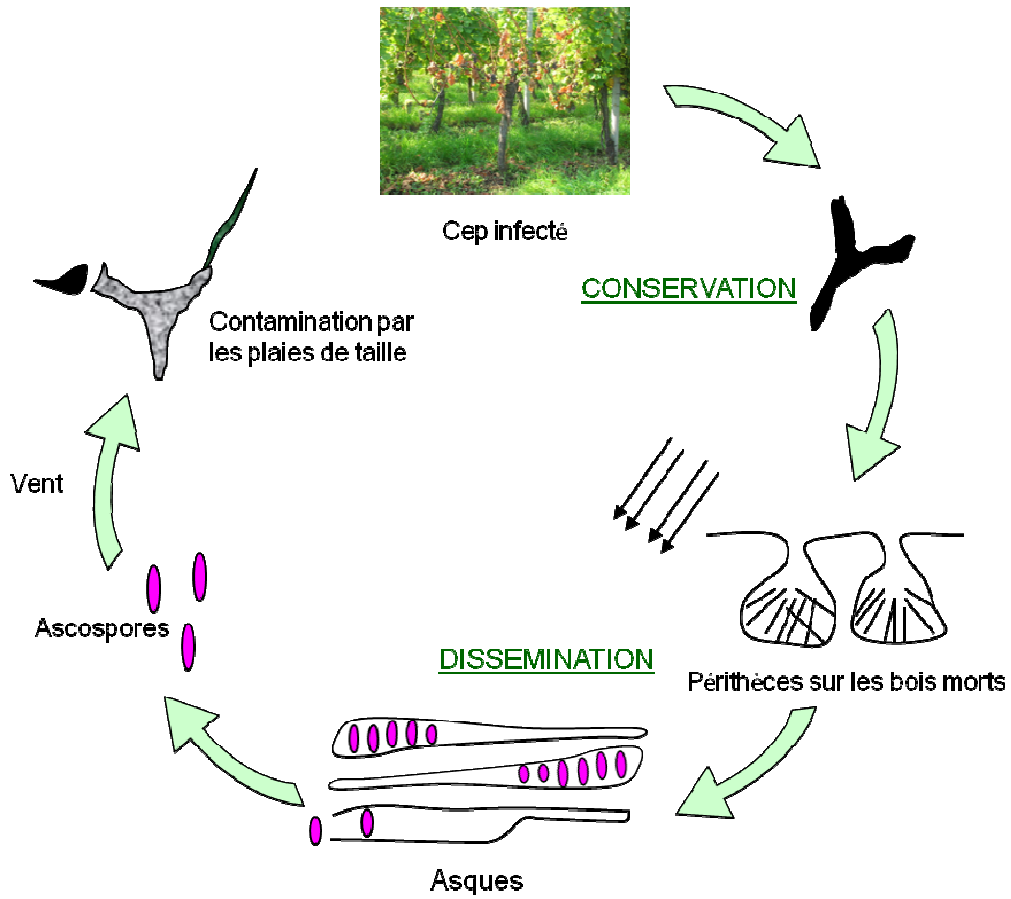 Cep infecté
CONSERVATION
Contamination par
les plaies de taille
Vent
Ascospores
DISSEMINATION
Périthèces sur les bois morts
Asques